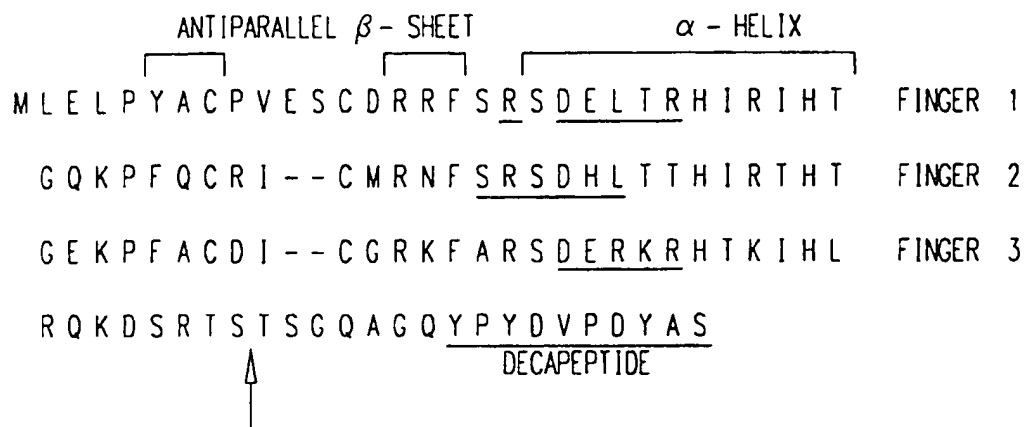 ANTIPARALLEL β - SHEET α - HELIX
M L E L P Y A C P V E S C D R R F S R S D E L T R H I R I H T FINGER 1
G Q K P F Q C R I - - C M R N F S R S D H L T T H I R T H T FINGER 2
G E K P F A C D I - - C G R K F A R S D E R K R H T K I H L FINGER 3
R Q K D S R T S T S G Q A G Q Y P Y D V P D Y A S
DECAPEPTIDE